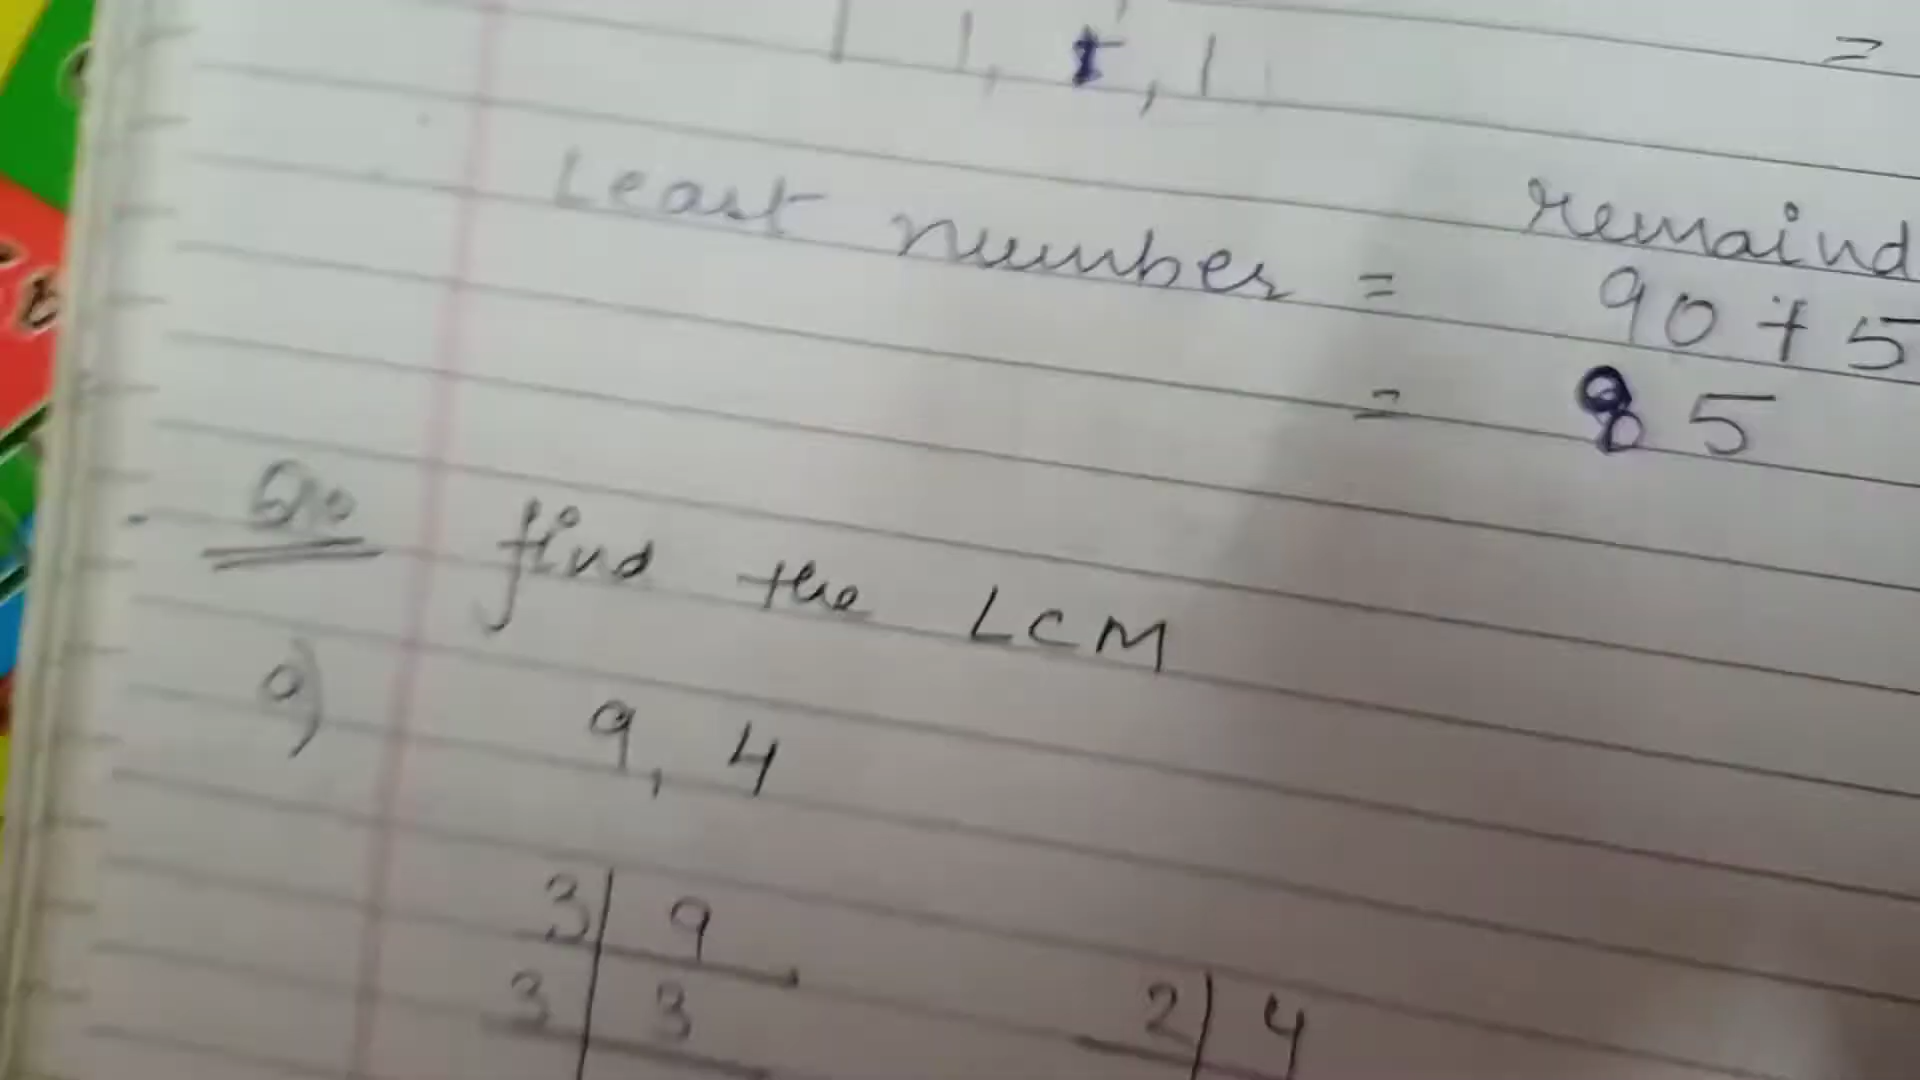 1, 1, 1 =
remaind
Least number = 90 + 5
= 95
Find the LCM
a) 9, 4
3 | 9
3 | 3 2 | 4